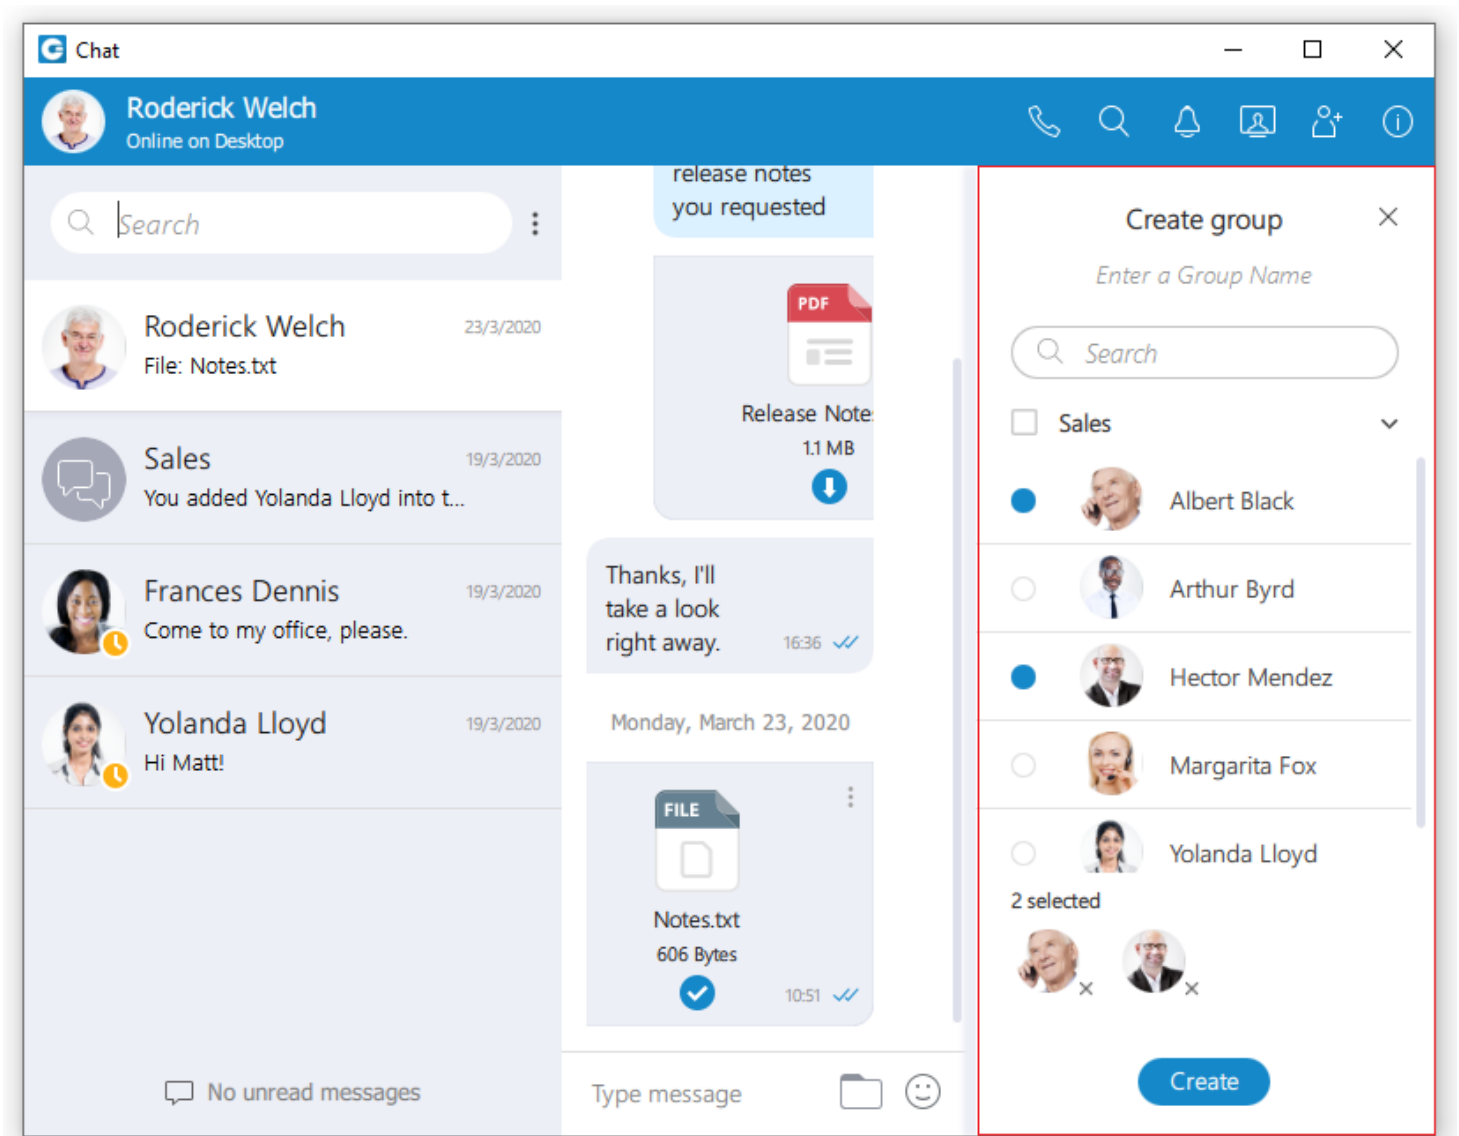 Chat
Roderick Welch
Online on Desktop
Search
Roderick Welch
23/3/2020
File: Notes.txt
Sales
19/3/2020
You added Yolanda Lloyd into t...
Frances Dennis
19/3/2020
Come to my office, please.
Yolanda Lloyd
19/3/2020
Hi Matt!
No unread messages
release notes
you requested
PDF
Release Note
1.1 MB
Thanks, I'll
take a look
right away.
16:36
Monday, March 23, 2020
FILE
Notes.txt
606 Bytes
10:51
Type message
Create group
Enter a Group Name
Search
Sales
Albert Black
Arthur Byrd
Hector Mendez
Margarita Fox
Yolanda Lloyd
2 selected
Create